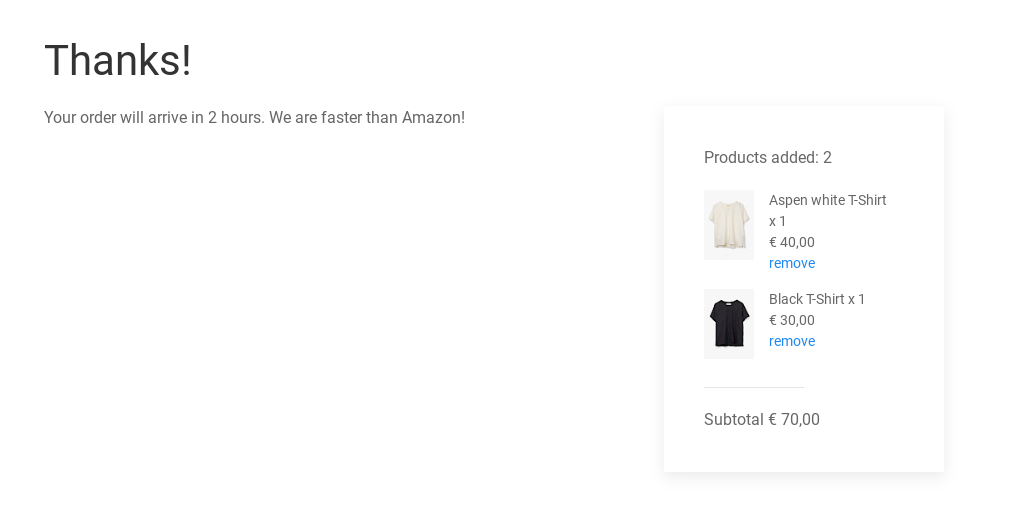 Thanks!
Your order will arrive in 2 hours. We are faster than Amazon!
Products added: 2
Aspen white T-Shirt
x 1
€ 40,00
remove
Black T-Shirt x 1
€ 30,00
remove
Subtotal € 70,00